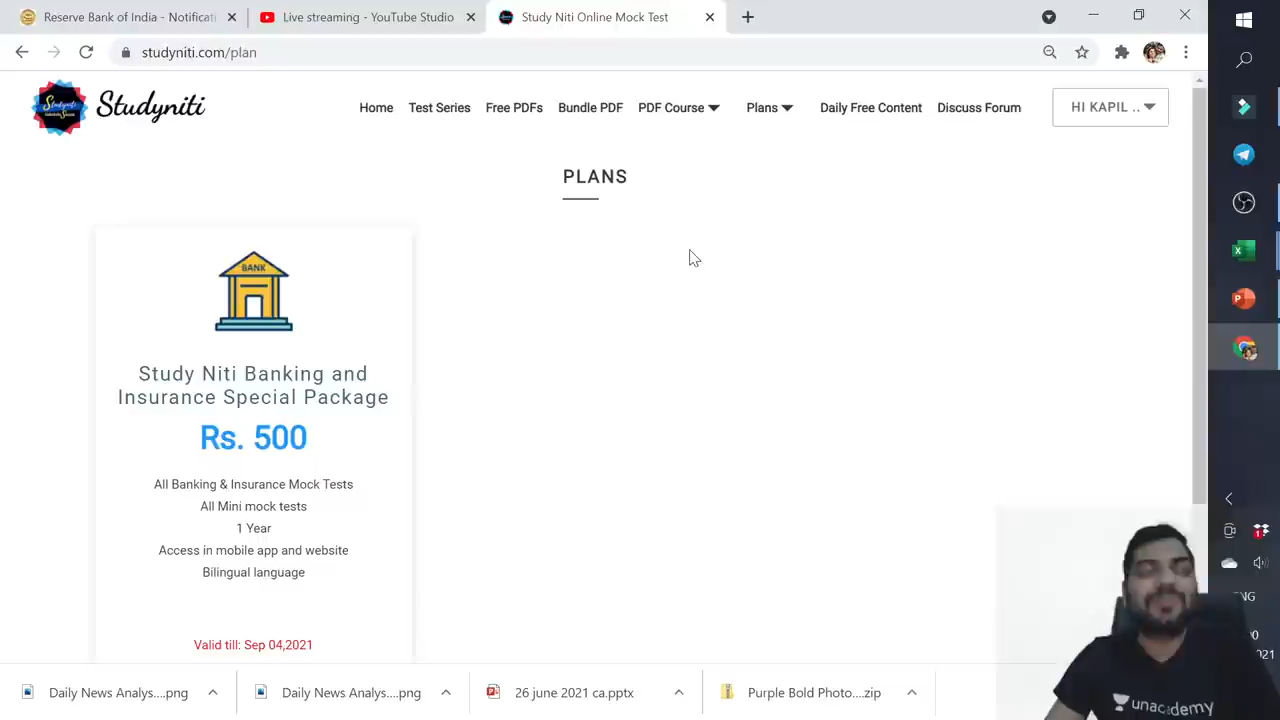 Reserve Bank of India - Notificati
Live streaming - YouTube Studio
Study Niti Online Mock Test
studyniti.com/plan
Studyniti
Studyniti
Home
Test Series
Free PDFs
Bundle PDF
PDF Course
Plans
Daily Free Content
Discuss Forum
HI KAPIL ..
PLANS
BANK
Study Niti Banking and
Insurance Special Package
Rs. 500
All Banking & Insurance Mock Tests
All Mini mock tests
1 Year
Access in mobile app and website
Bilingual language
Valid till: Sep 04,2021
Daily News Analys....png
Daily News Analys....png
26 june 2021 ca.pptx
Purple Bold Photo....zip
unacademy
ENG